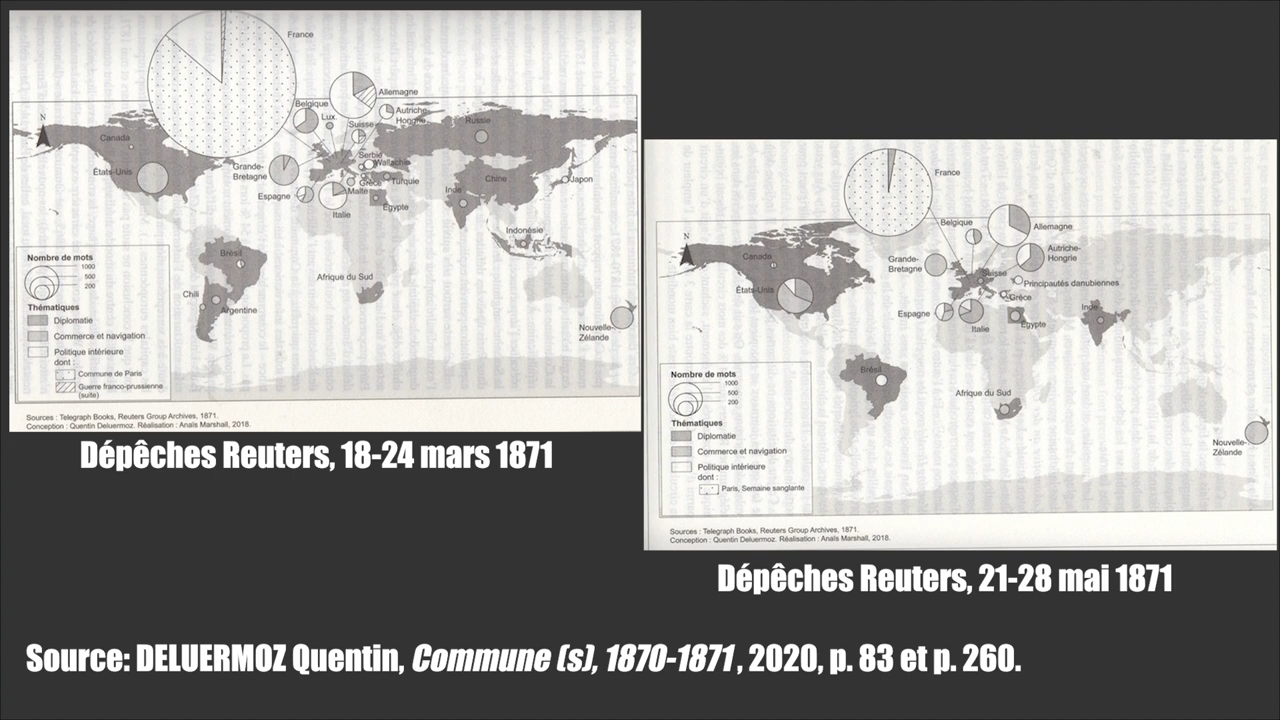 France
Belgique
Allemagne
Lux.
Autriche-
Hongrie
Suisse
Russie
Canada
Serbie
Valachie
Grande-
Bretagne
États-Unis
Grèce
Turquie
Chine
Japon
Malte
Inde
Espagne
Egypte
Italie
Indonésie
Brésil
Afrique du Sud
Chili
Argentine
Nouvelle-
Zélande
N
Nombre de mots
1000
500
200
Thématiques
Diplomatie
Commerce et navigation
Politique intérieure
dont :
Commune de Paris
Guerre franco-prussienne
(suite)
Sources : Telegraph Books, Reuters Group Archives, 1871.
Conception : Quentin Deluermoz. Réalisation : Anaïs Marshall, 2018.
Dépêches Reuters, 18-24 mars 1871
France
Belgique
Allemagne
Autriche-
Hongrie
N
Canada
Grande-
Bretagne
Suisse
Principautés danubiennes
États-Unis
Grèce
Espagne
Italie
Egypte
Inde
Brésil
Afrique du Sud
Nouvelle-
Zélande
Nombre de mots
1000
500
200
Thématiques
Diplomatie
Commerce et navigation
Politique intérieure
dont :
Paris, Semaine sanglante
Sources : Telegraph Books, Reuters Group Archives, 1871.
Conception : Quentin Deluermoz. Réalisation : Anaïs Marshall, 2018.
Dépêches Reuters, 21-28 mai 1871
Source: DELUERMOZ Quentin, Commune (s), 1870-1871, 2020, p. 83 et p. 260.